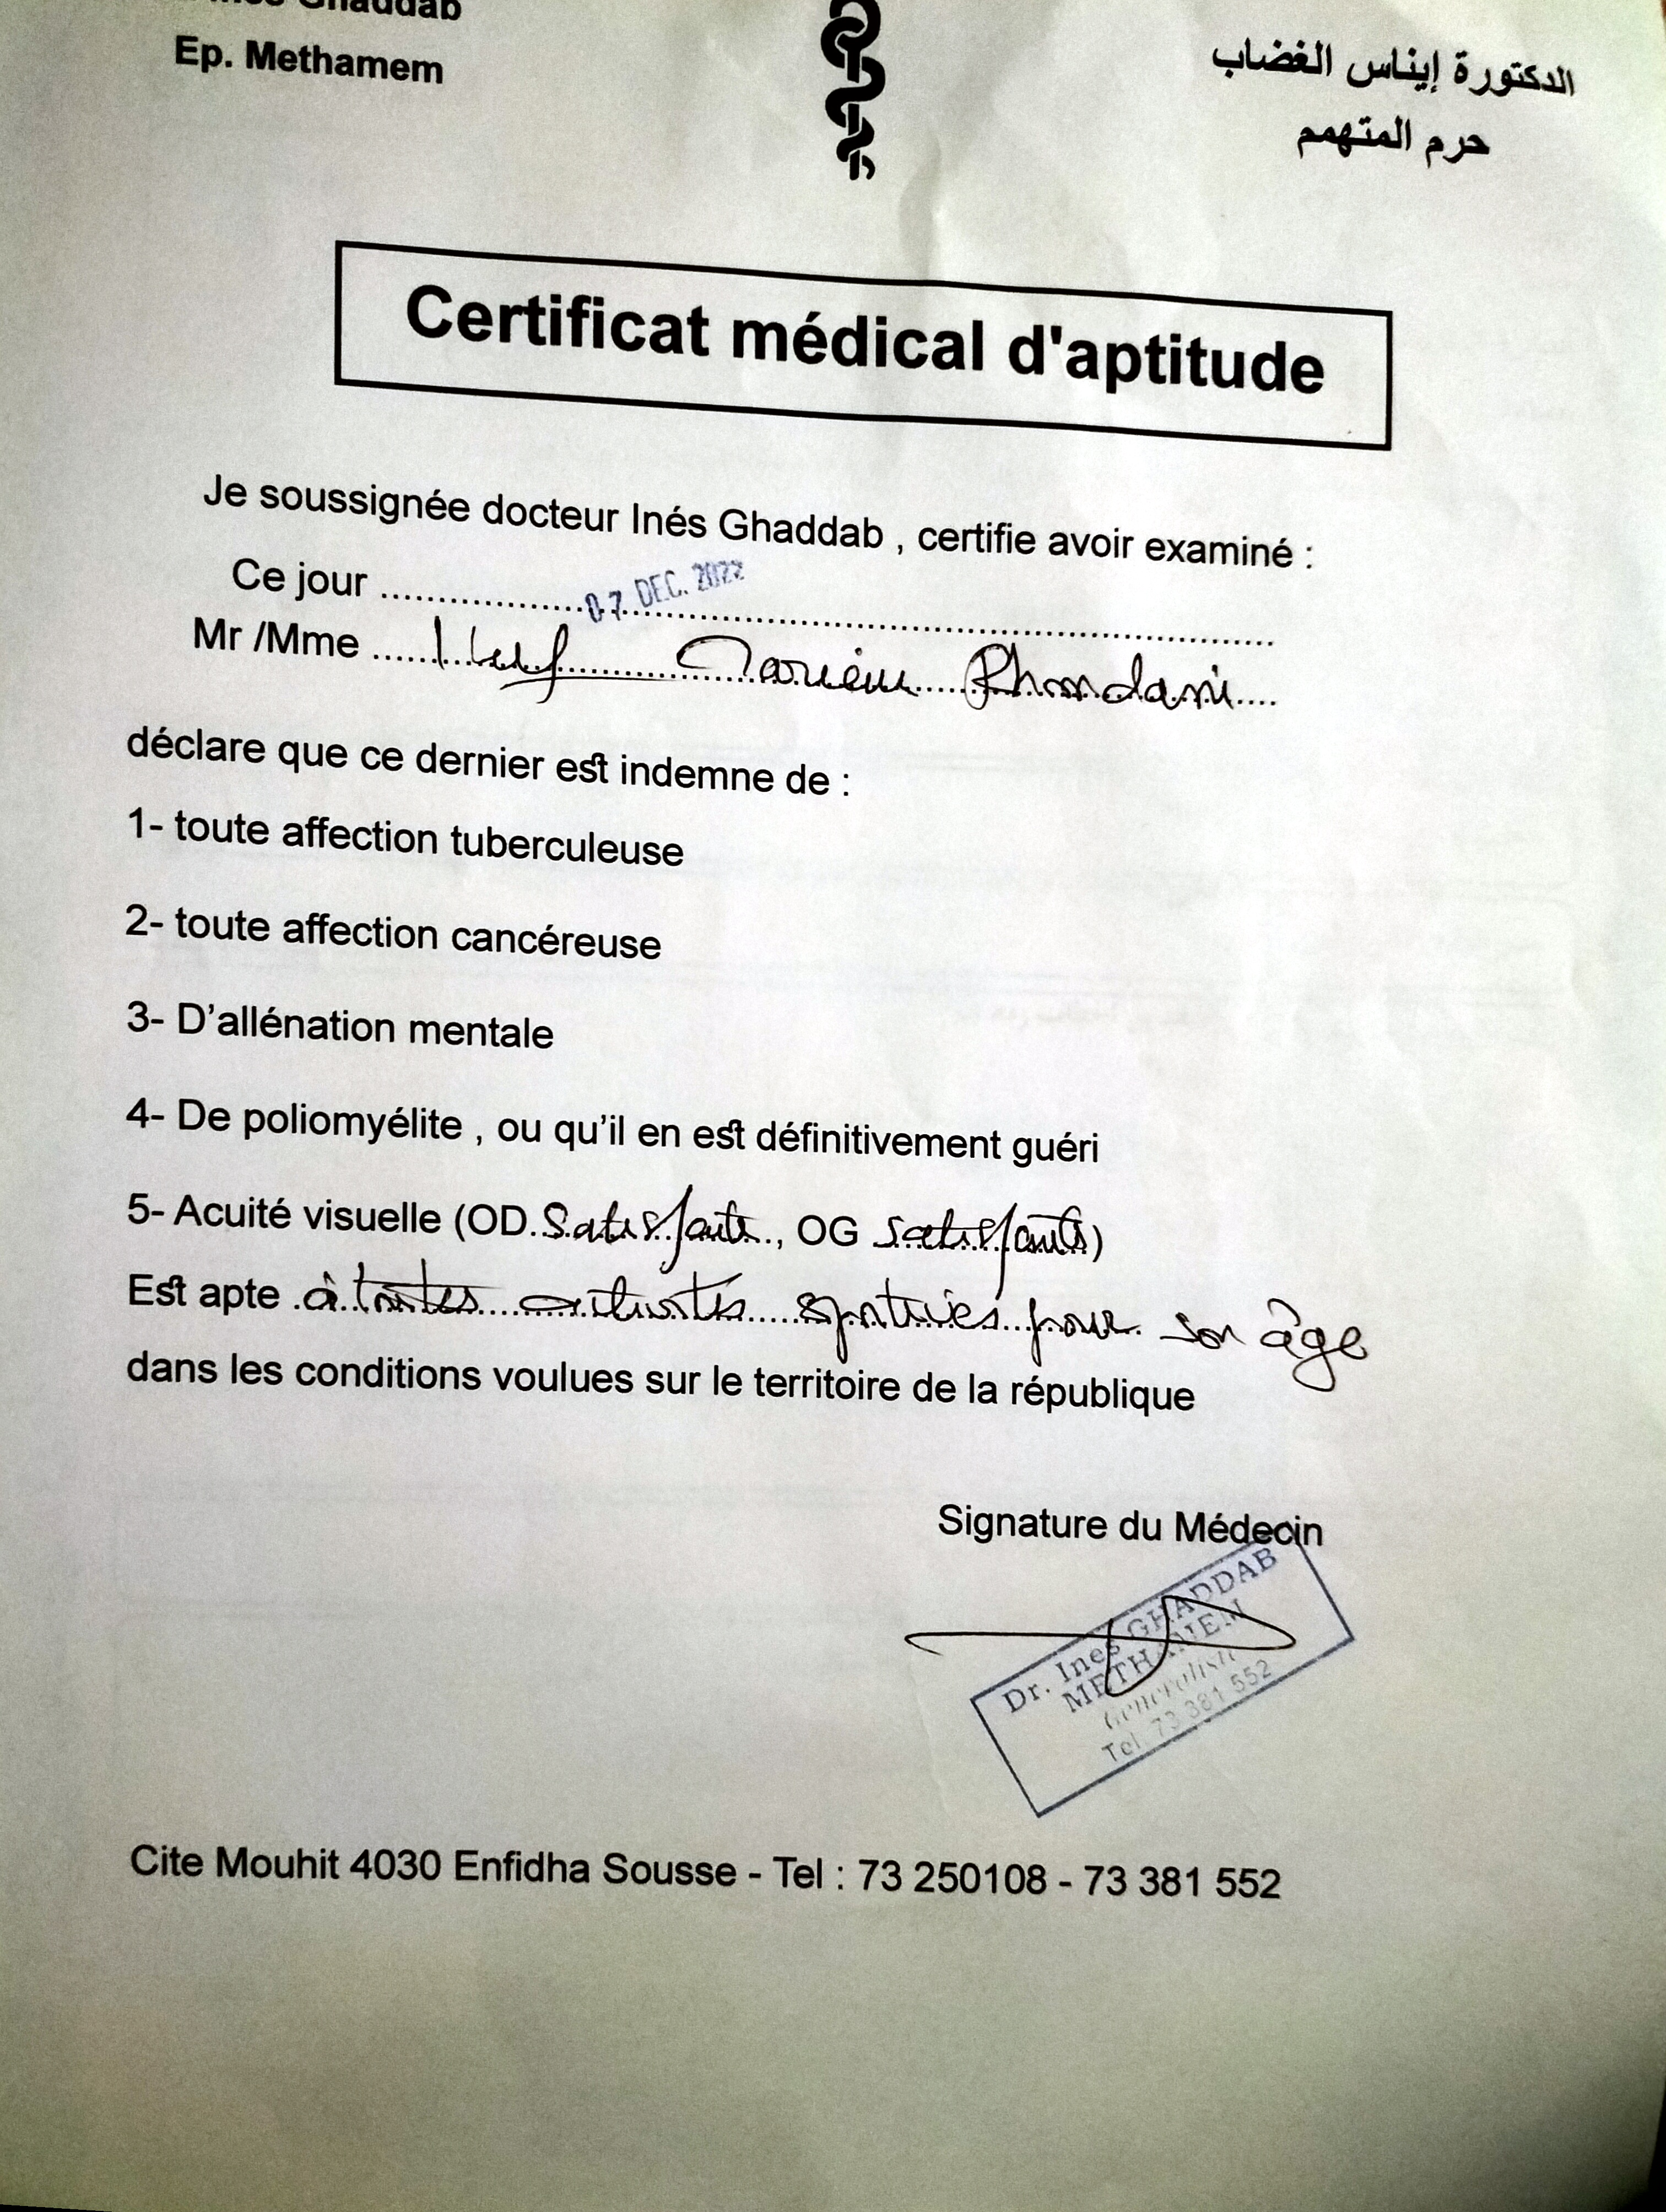 Ghaddab
Ep. Methamem
الدكتورة إيناس الغضاب
حرم المتهمم
Certificat médical d'aptitude
Je soussignée docteur Inés Ghaddab , certifie avoir examiné :
Ce jour 07 DEC. 2022
Mr /Mme
déclare que ce dernier est indemne de :
1- toute affection tuberculeuse
2- toute affection cancéreuse
3- D'allénation mentale
4- De poliomyélite , ou qu'il en est définitivement guéri
5- Acuité visuelle (OD. Satisfaite , OG satisfaite)
Est apte à toutes activités sportives pour son âge
dans les conditions voulues sur le territoire de la république
Signature du Médecin
Dr. Ines GHADDAB
Generaliste
Tel 73 381 552
Cite Mouhit 4030 Enfidha Sousse - Tel : 73 250108 - 73 381 552